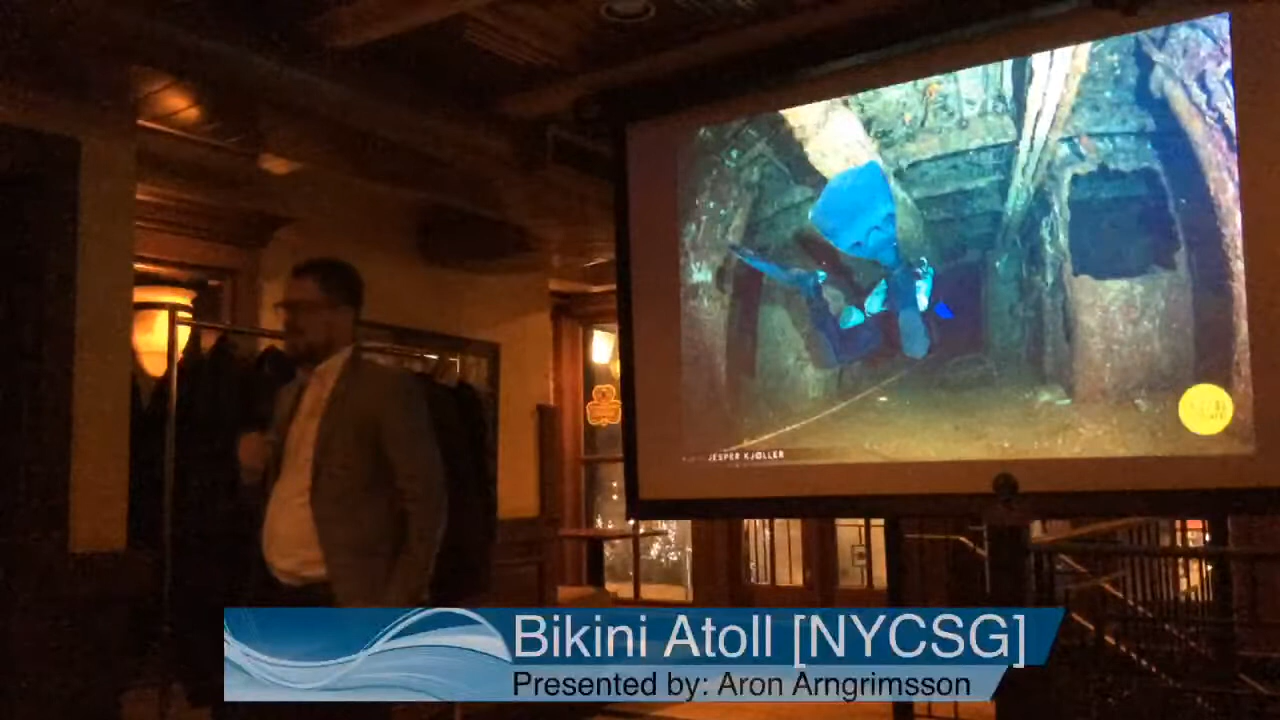 JESPER KJØLLER
Bikini Atoll [NYCSG]
Presented by: Aron Arngrimsson